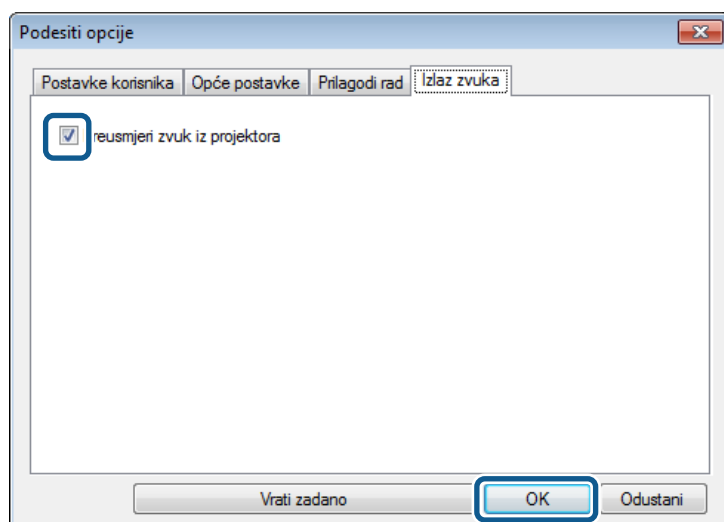 Podesiti opcije
Postavke korisnika Opće postavke Prilagodi rad Izlaz zvuka
reusmjeri zvuk iz projektora
Vrati zadano OK Odustani